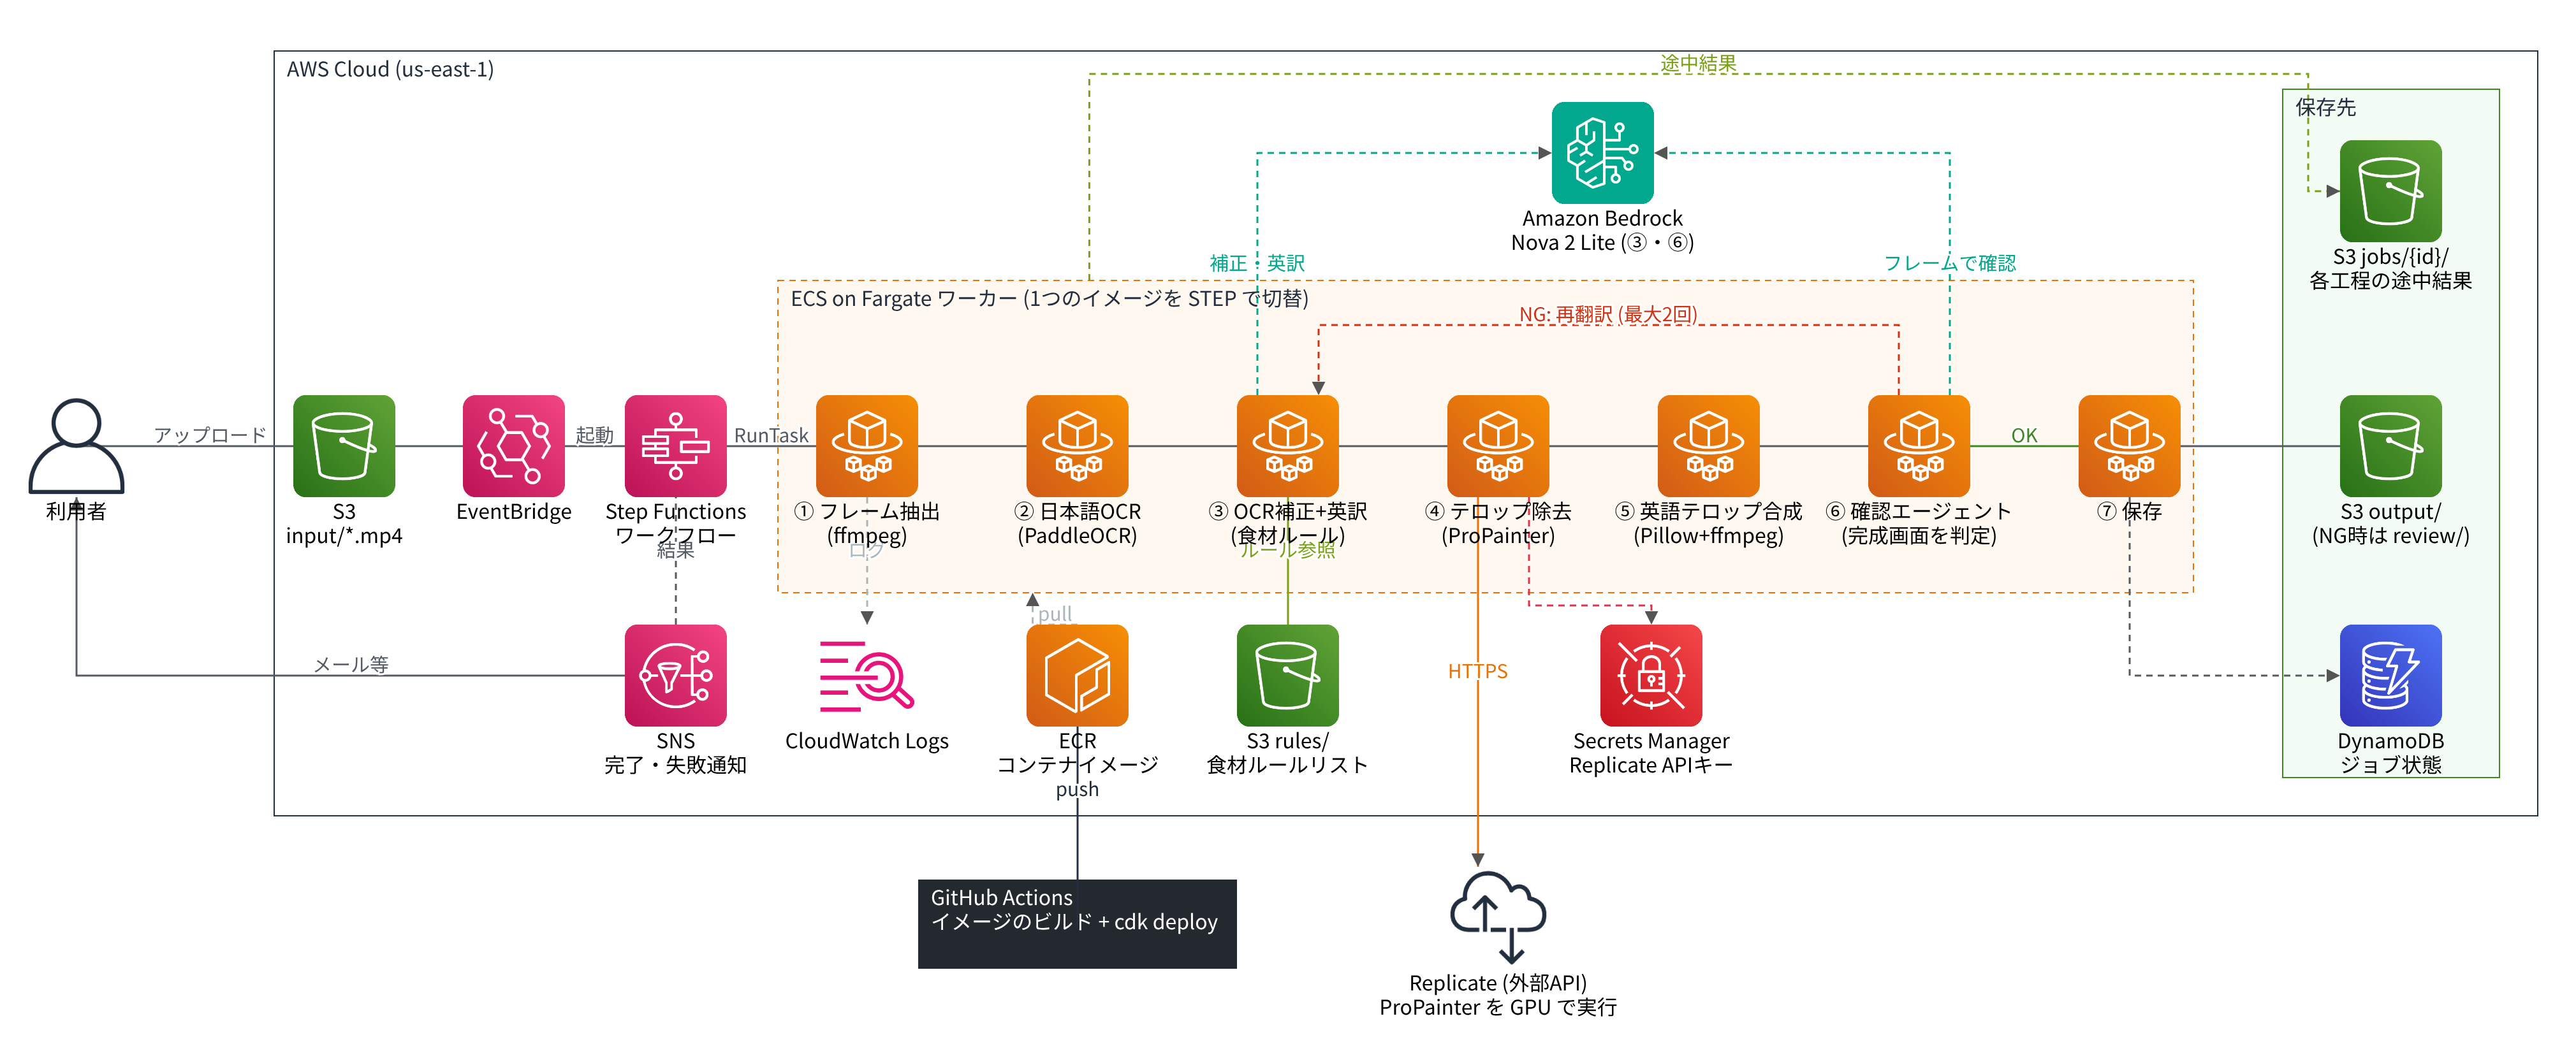 AWS Cloud (us-east-1)
途中結果
保存先
Amazon Bedrock
Nova 2 Lite (③・⑥)
S3 jobs/{id}/
各工程の途中結果
補正・英訳
フレームで確認
ECS on Fargate ワーカー (1つのイメージを STEP で切替)
NG: 再翻訳 (最大2回)
アップロード
起動
RunTask
OK
利用者
S3
input/*.mp4
EventBridge
Step Functions
ワークフロー
① フレーム抽出
(ffmpeg)
② 日本語OCR
(PaddleOCR)
③ OCR補正+英訳
(食材ルール)
④ テロップ除去
(ProPainter)
⑤ 英語テロップ合成
(Pillow+ffmpeg)
⑥ 確認エージェント
(完成画面を判定)
⑦ 保存
S3 output/
(NG時は review/)
結果
ログ
ルール参照
pull
メール等
HTTPS
SNS
完了・失敗通知
CloudWatch Logs
ECR
コンテナイメージ
push
S3 rules/
食材ルールリスト
Secrets Manager
Replicate APIキー
DynamoDB
ジョブ状態
GitHub Actions
イメージのビルド + cdk deploy
Replicate (外部API)
ProPainter を GPU で実行